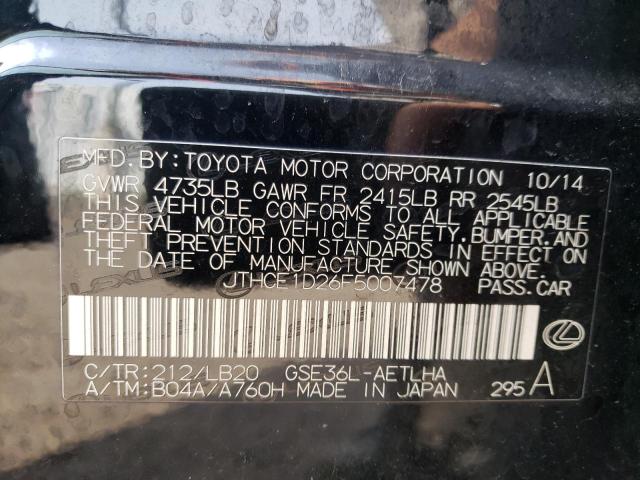 MFD.BY:TOYOTA MOTOR CORPORATION 10/14
GVWR 4735LB GAWR FR 2415LB RR 2545LB
THIS VEHICLE CONFORMS TO ALL APPLICABLE
FEDERAL MOTOR VEHICLE SAFETY,BUMPER,AND
THEFT PREVENTION STANDARDS IN EFFECT ON
THE DATE OF MANUFACTURE SHOWN ABOVE.
JTHCE1D26F5007478 PASS.CAR
C/TR:212/LB20 GSE36L-AETLHA
A/TM:B04A/A760H MADE IN JAPAN 295 A